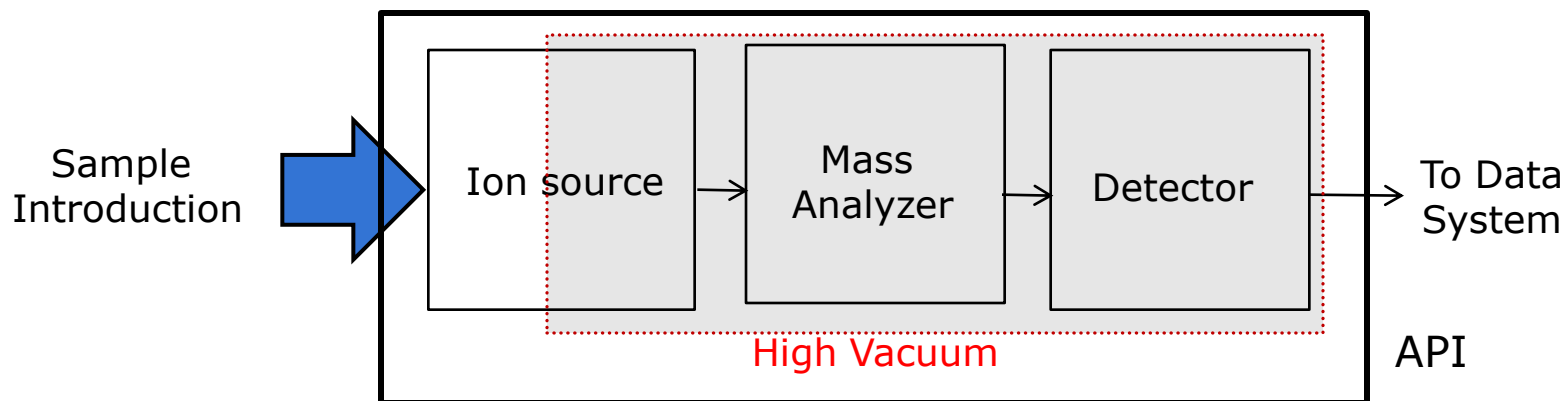 Sample
Introduction
Ion source
Mass
Analyzer
Detector
To Data
System
High Vacuum
API